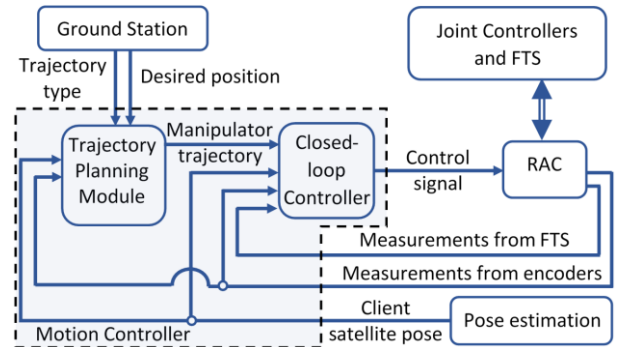 Ground Station
Joint Controllers
and FTS
Trajectory
type
Desired position
Trajectory
Planning
Module
Manipulator
trajectory
Closed-
loop
Controller
Control
signal
RAC
Measurements from FTS
Measurements from encoders
Client
satellite pose
Pose estimation
Motion Controller